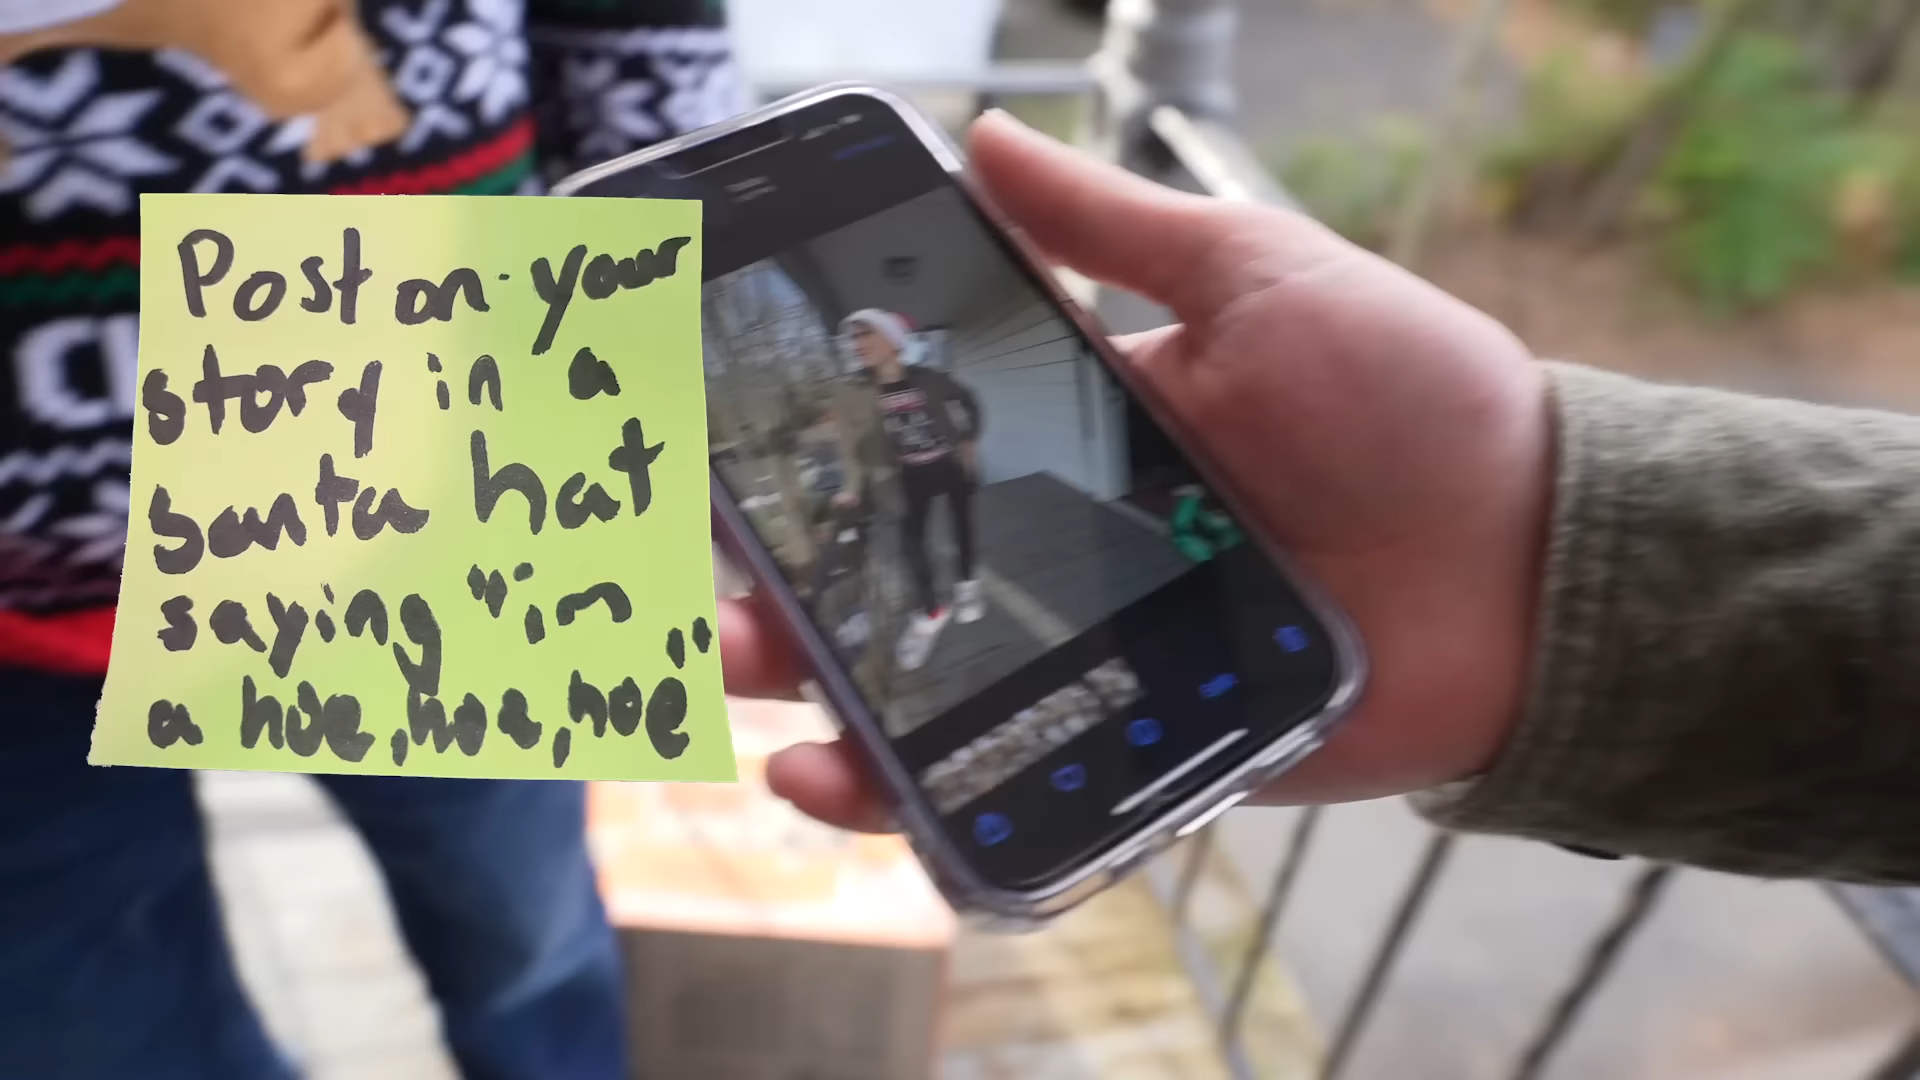 Post on your
story in a
santa hat
saying "im
a hoe, hoe, hoe"